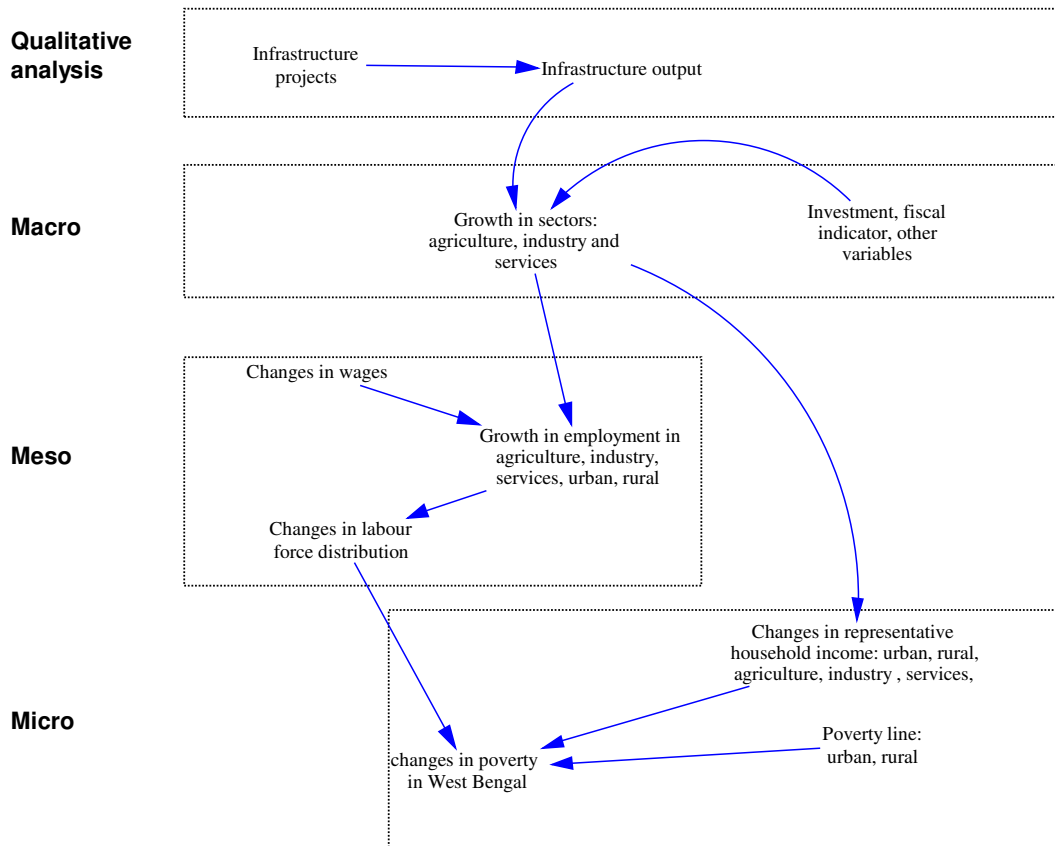 Qualitative
analysis
Infrastructure
projects
Infrastructure output
Macro
Growth in sectors:
agriculture, industry and
services
Investment, fiscal
indicator, other
variables
Meso
Changes in wages
Growth in employment in
agriculture, industry,
services, urban, rural
Changes in labour
force distribution
Micro
Changes in representative
household income: urban, rural,
agriculture, industry , services,
Poverty line:
urban, rural
changes in poverty
in West Bengal